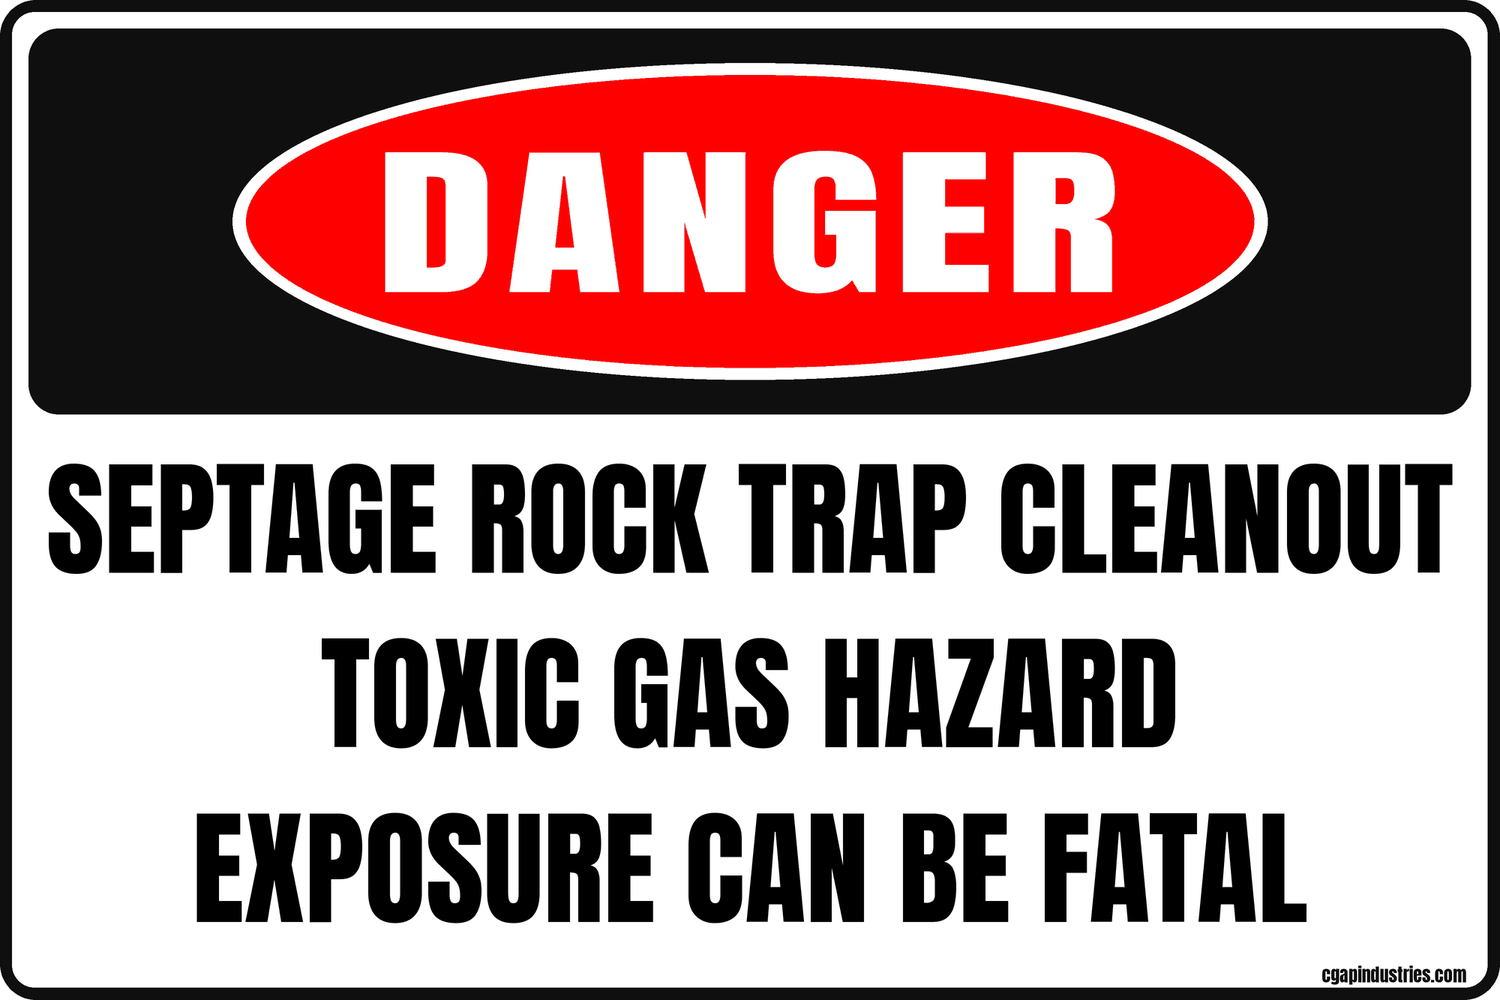 DANGER
SEPTAGE ROCK TRAP CLEANOUT
TOXIC GAS HAZARD
EXPOSURE CAN BE FATAL
cgapindustries.com